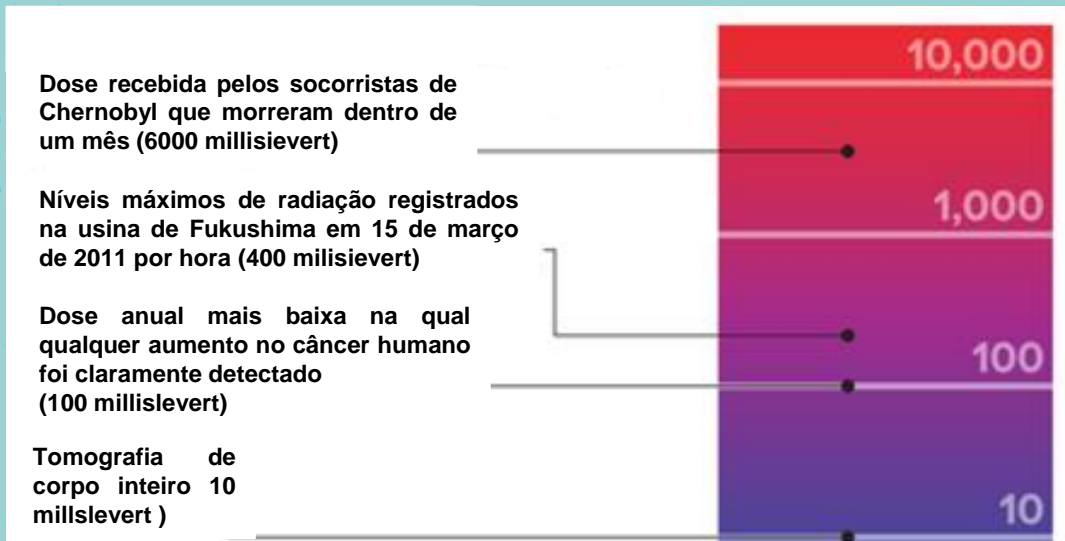 10,000
Dose recebida pelos socorristas de
Chernobyl que morreram dentro de
um mês (6000 millisievert)
Níveis máximos de radiação registrados
na usina de Fukushima em 15 de março
de 2011 por hora (400 milisievert)
1,000
Dose anual mais baixa na qual
qualquer aumento no câncer humano
foi claramente detectado
(100 millislevert)
100
Tomografia de
corpo inteiro 10
millslevert )
10